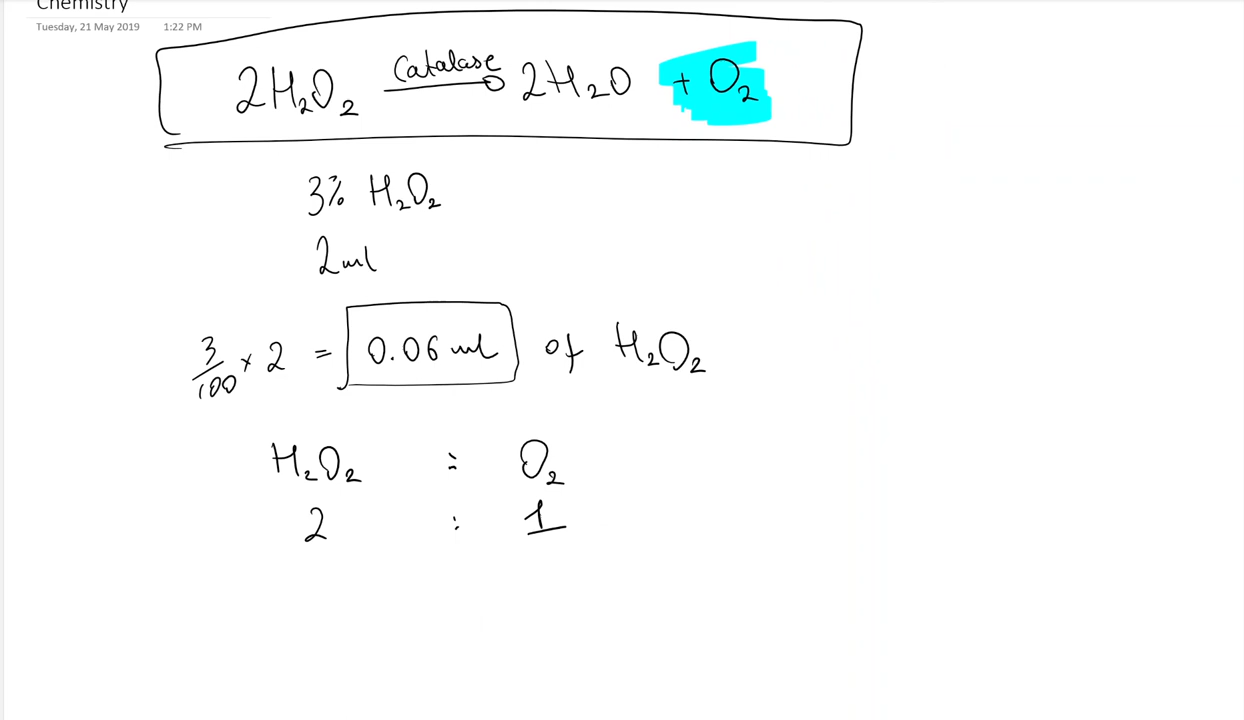 Chemistry
Tuesday, 21 May 2019 1:22 PM
2H₂O₂ Catalase → 2H₂O + O₂
3% H₂O₂
2ml
3/100 × 2 = 0.06 ml of H₂O₂
H₂O₂ : O₂
2 : 1